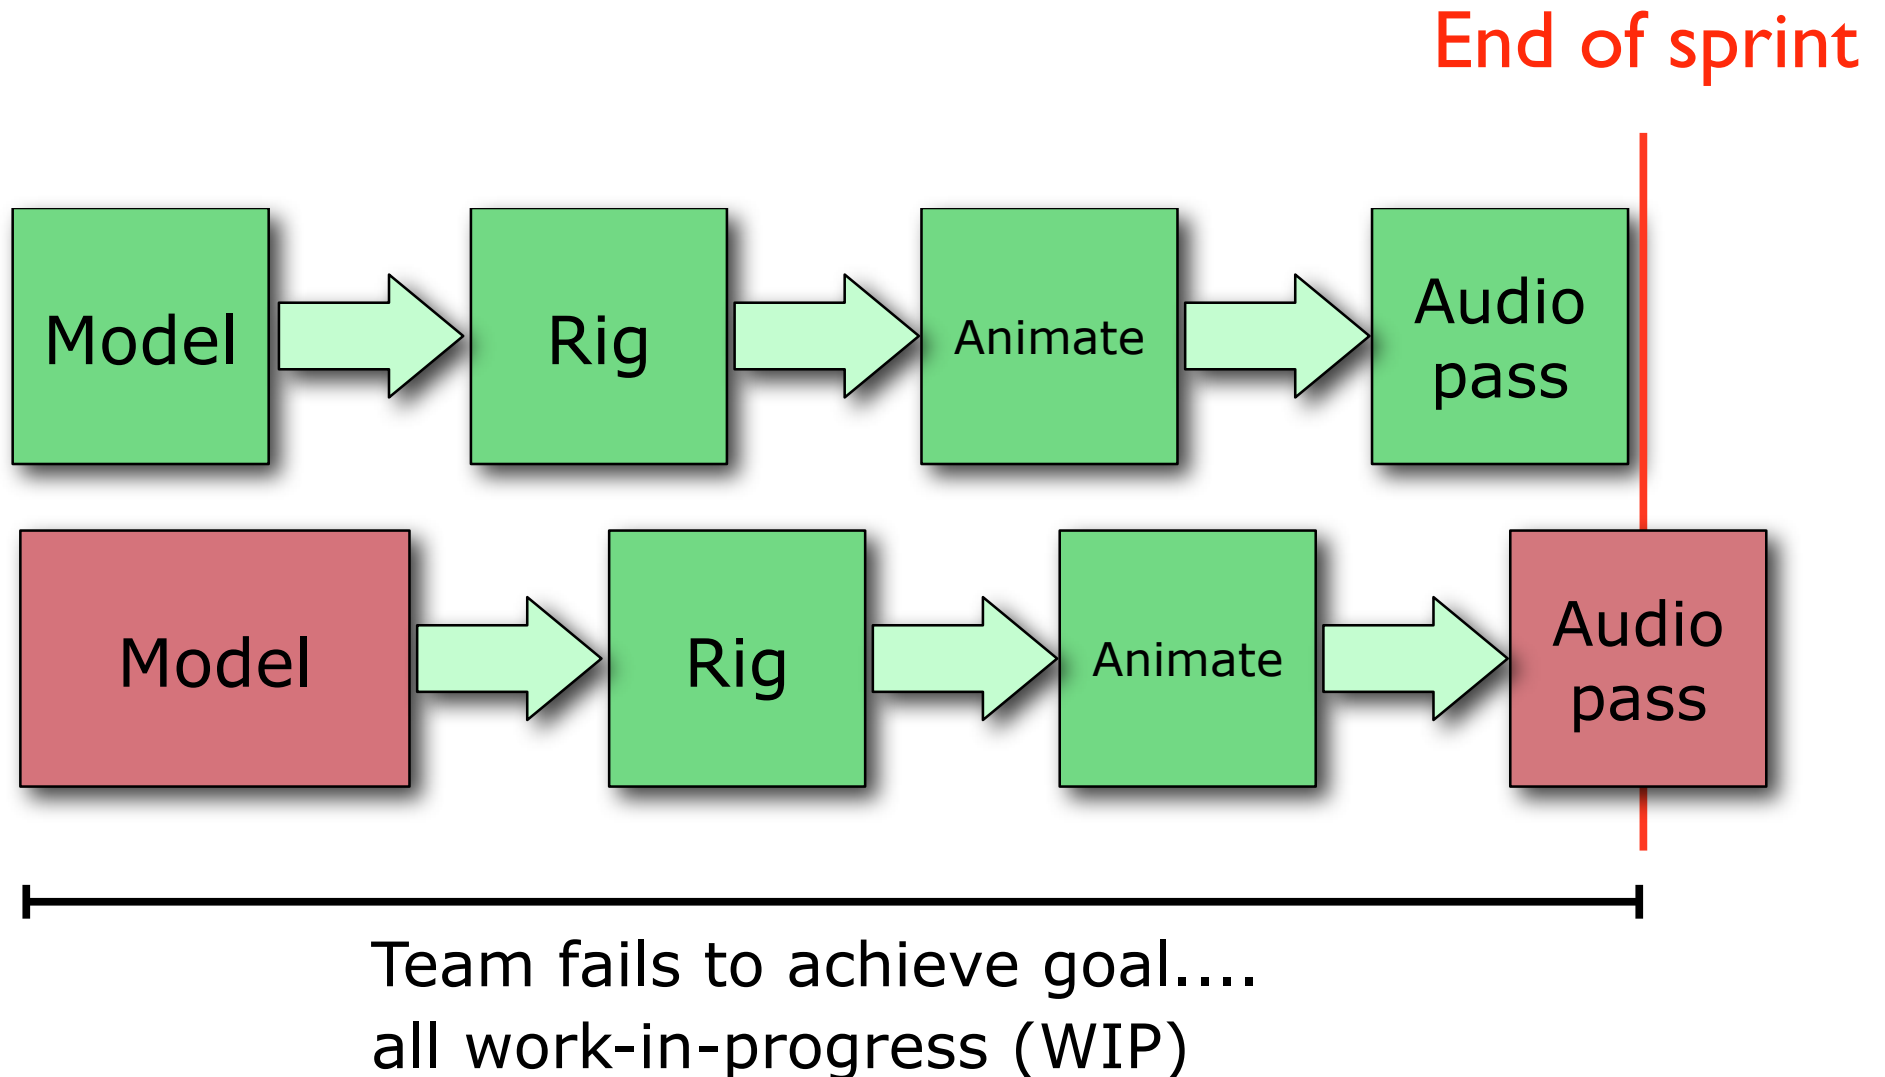 End of sprint
Model
Rig
Animate
Audio
pass
Model
Rig
Animate
Audio
pass
Team fails to achieve goal....
all work-in-progress (WIP)